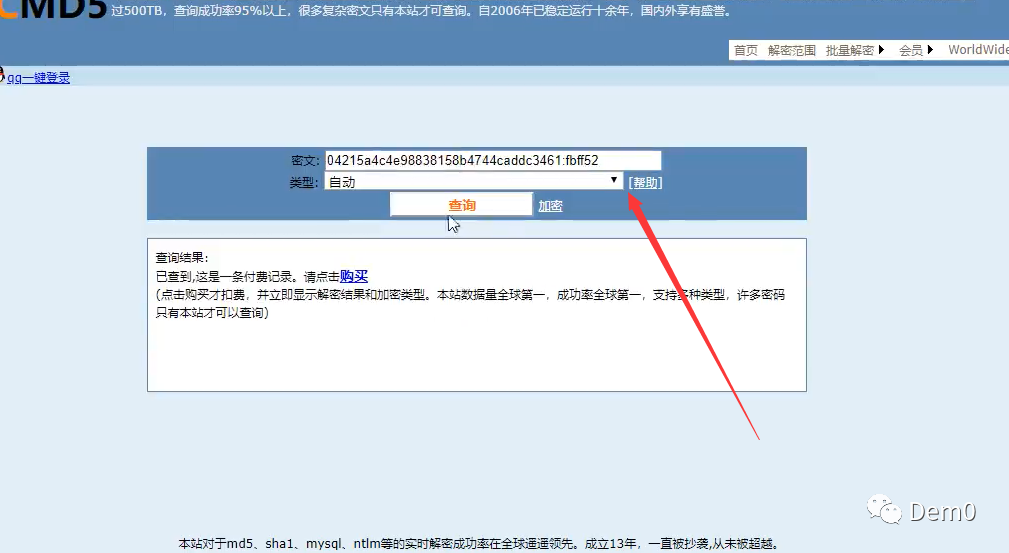 CMD5 过500TB，查询成功率95%以上，很多复杂密文只有本站才可查询。自2006年已稳定运行十余年，国内外享有盛誉。
首页 解密范围 批量解密 会员 WorldWide
qq一键登录
密文: 04215a4c4e98838158b4744caddc3461:fbff52
类型: 自动 [帮助]
查询 加密
查询结果:
已查到,这是一条付费记录。请点击购买
(点击购买才扣费，并立即显示解密结果和加密类型。本站数据量全球第一，成功率全球第一，支持多种类型，许多密码
只有本站才可以查询)
Dem0
本站对于md5、sha1、mysql、ntlm等的实时解密成功率在全球遥遥领先。成立13年，一直被抄袭,从未被超越。